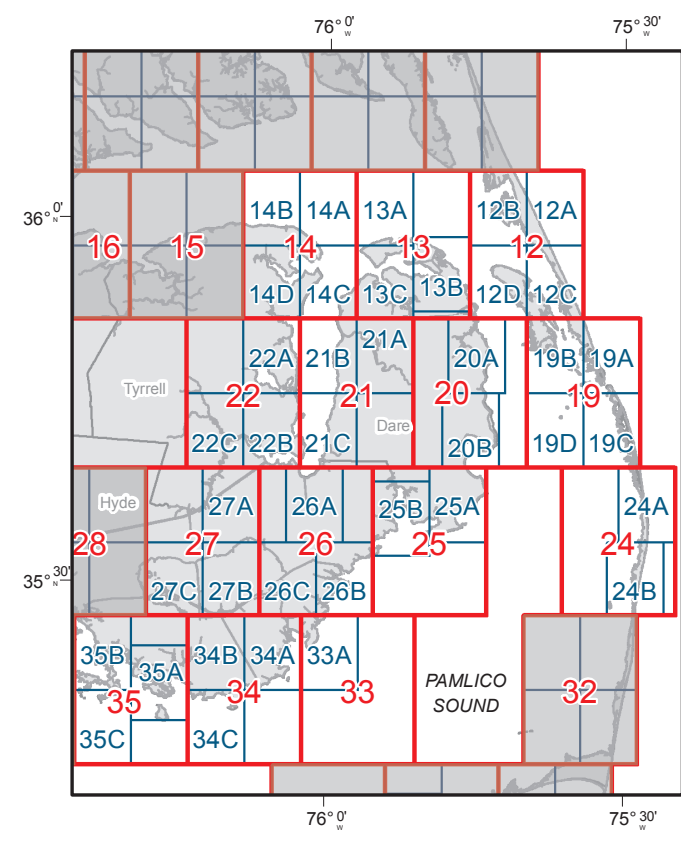 76° 0' W
75° 30' W
36° 0' N
14B 14A 13A 12B 12A
16 15 14 13 12
14D 14C 13C 13B 12D 12C
22A 21B 21A 20A 19B 19A
Tyrrell
22 21 20 19
Dare
22C 22B 21C 20B 19D 19C
Hyde
27A 26A 25B 25A 24A
28 27 26 25 24
35° 30' N
27C 27B 26C 26B 24B
35B 35A 34B 34A 33A
PAMLICO
SOUND
35 34 33 32
35C 34C
76° 0' W
75° 30' W